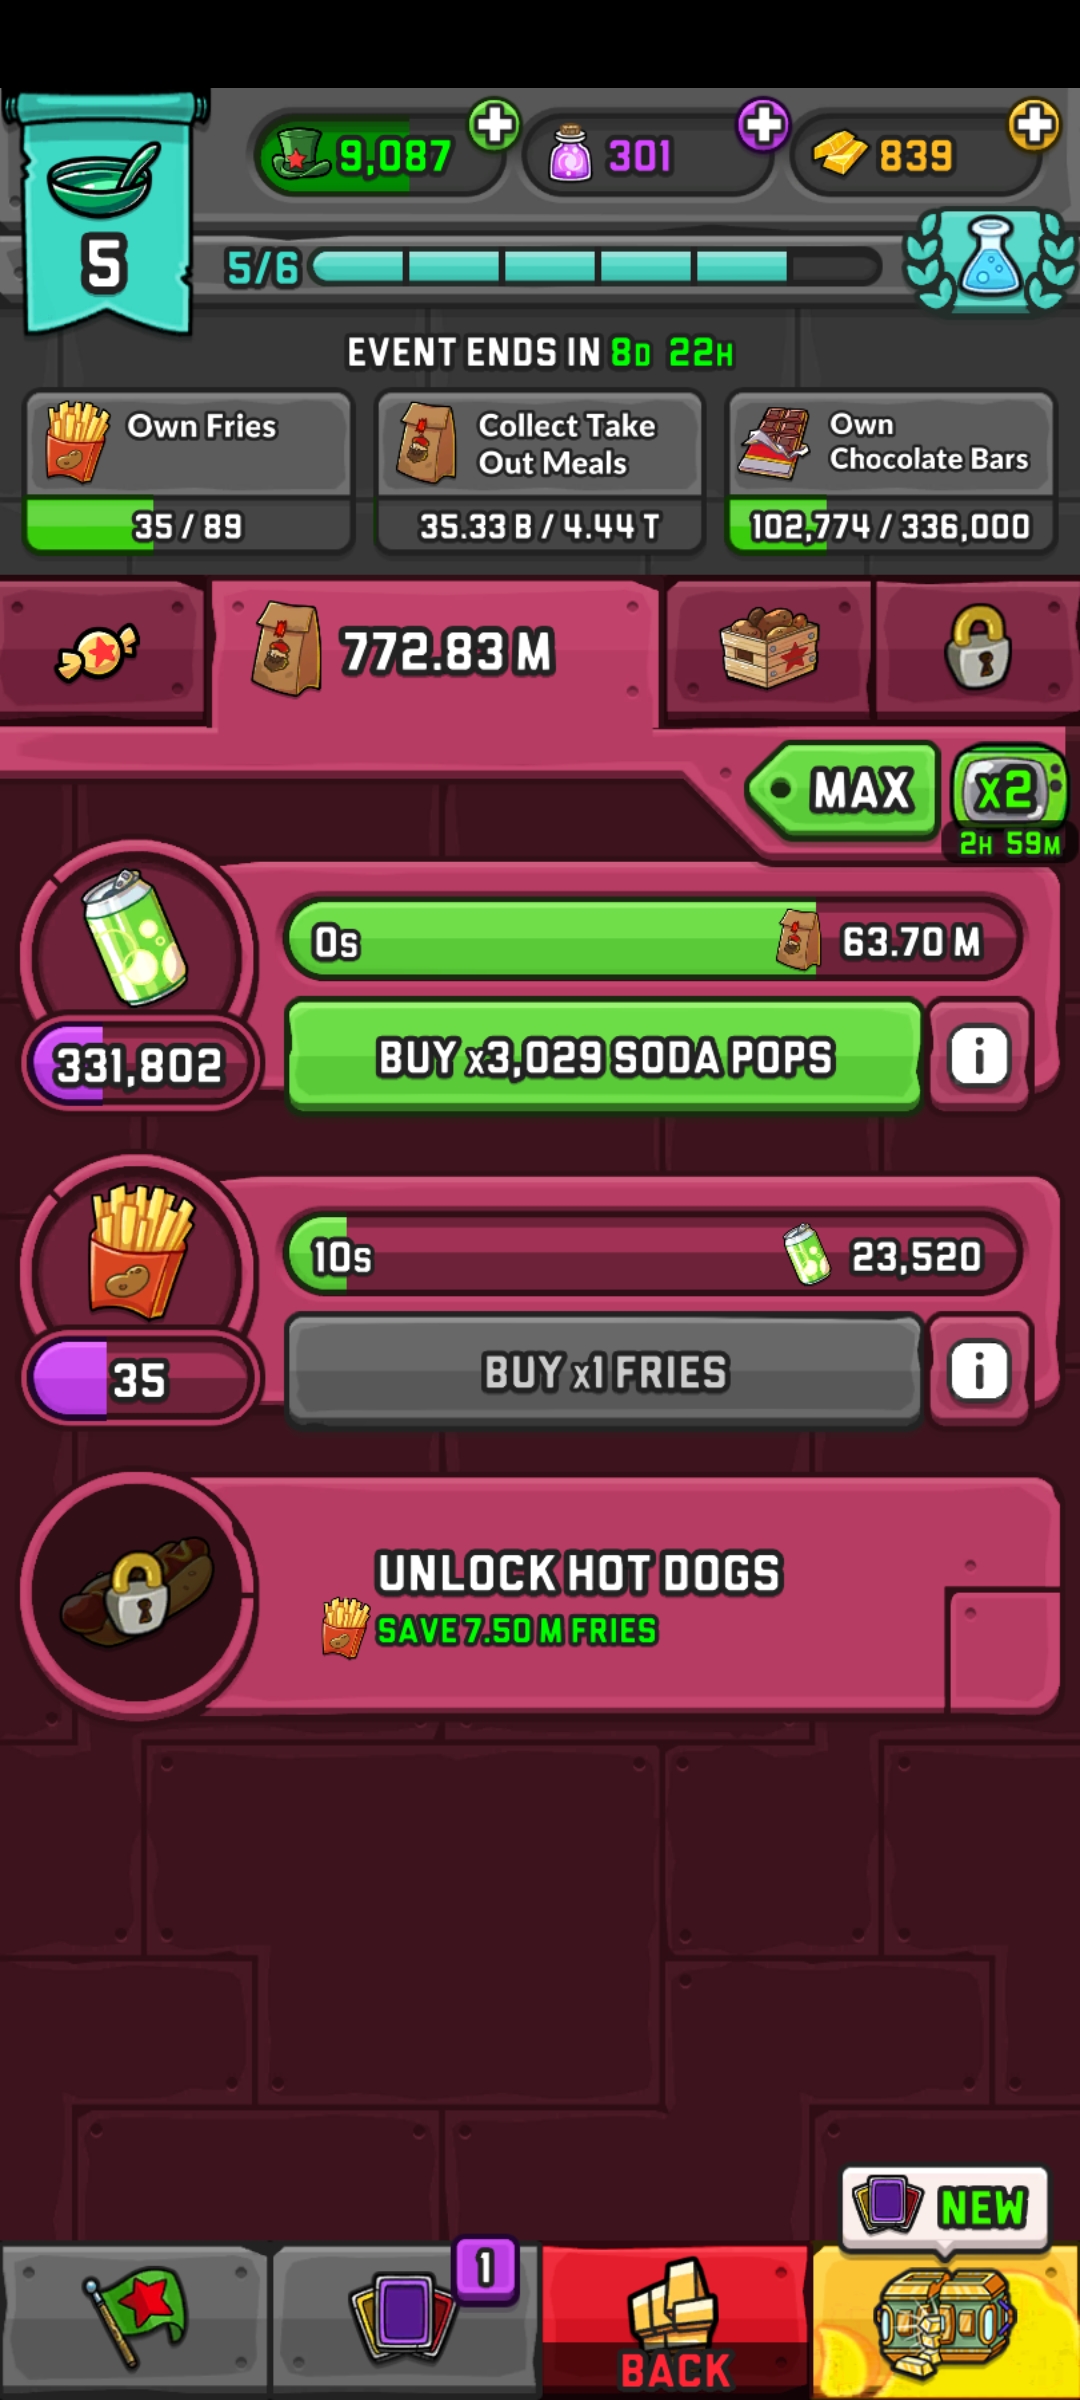 9,087
301
839
5
5/6
EVENT ENDS IN 8D 22H
Own Fries
35 / 89
Collect Take
Out Meals
35.33 B / 4.44 T
Own
Chocolate Bars
102,774 / 336,000
772.83 M
MAX
x2
2H 59M
0s
63.70 M
331,802
BUY x3,029 SODA POPS
i
10s
23,520
35
BUY x1 FRIES
i
UNLOCK HOT DOGS
SAVE 7.50 M FRIES
NEW
1
BACK